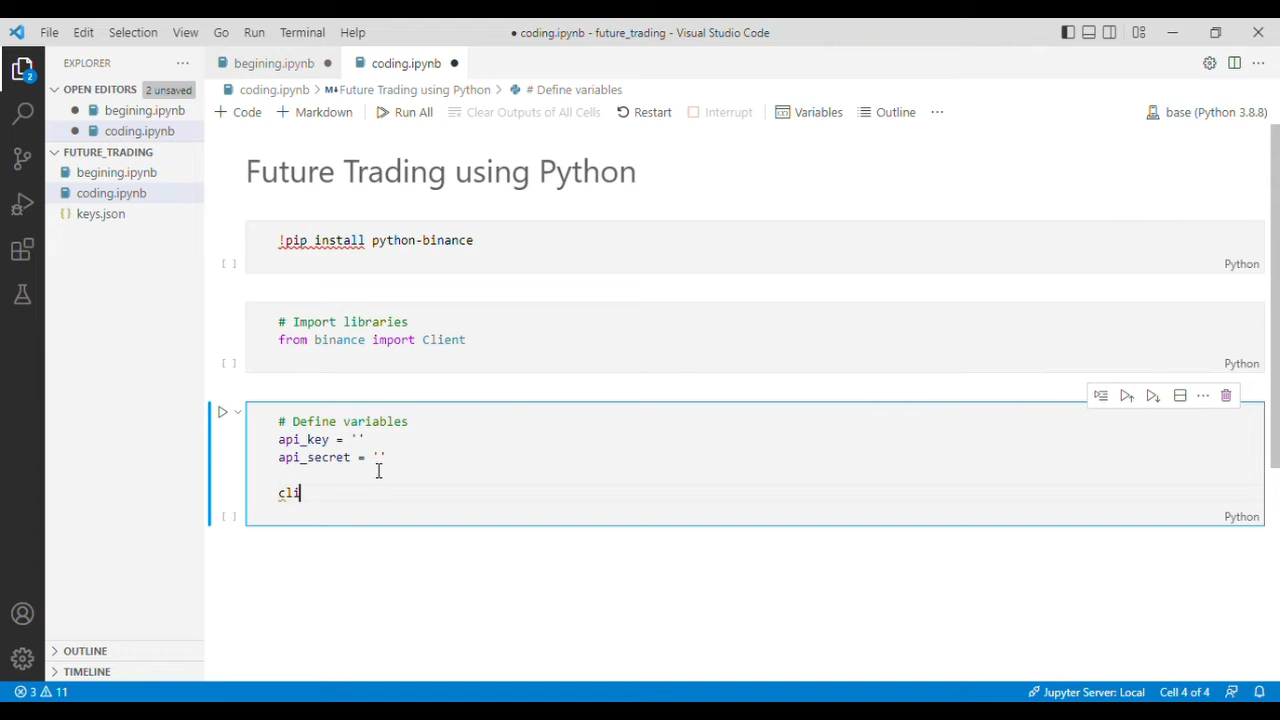 File Edit Selection View Go Run Terminal Help
● coding.ipynb - future_trading - Visual Studio Code
EXPLORER
OPEN EDITORS 2 unsaved
begining.ipynb
coding.ipynb
FUTURE_TRADING
begining.ipynb
coding.ipynb
{} keys.json
OUTLINE
TIMELINE
2
begining.ipynb ● coding.ipynb ●
coding.ipynb > M↓Future Trading using Python > # Define variables
+ Code + Markdown Run All Clear Outputs of All Cells Restart Interrupt Variables Outline ··· base (Python 3.8.8)
Future Trading using Python
!pip install python-binance
[ ] Python
# Import libraries
from binance import Client
[ ] Python
# Define variables
api_key = ''
api_secret = ''
cli
[ ] Python
3 11 Jupyter Server: Local Cell 4 of 4